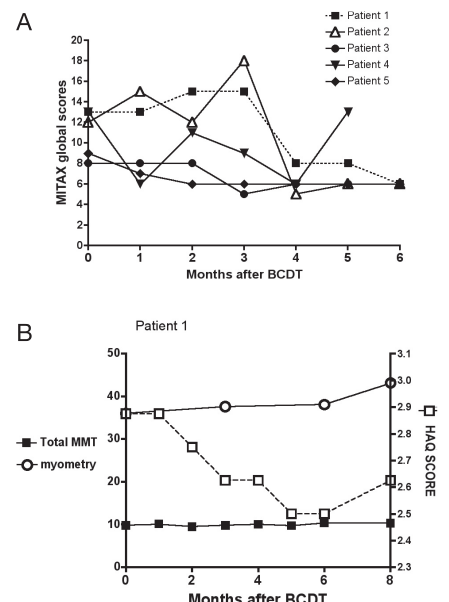 A
Patient 1
Patient 2
Patient 3
Patient 4
Patient 5
MITAX global scores
20
18
16
14
12
10
8
6
4
2
0
0 1 2 3 4 5 6
Months after BCDT
B
Patient 1
50
40
30
20
10
0
Total MMT
myometry
3.1
3.0
2.9
2.8
2.7
2.6
2.5
2.4
2.3
HAQ SCORE
0 2 4 6 8
Months after BCDT